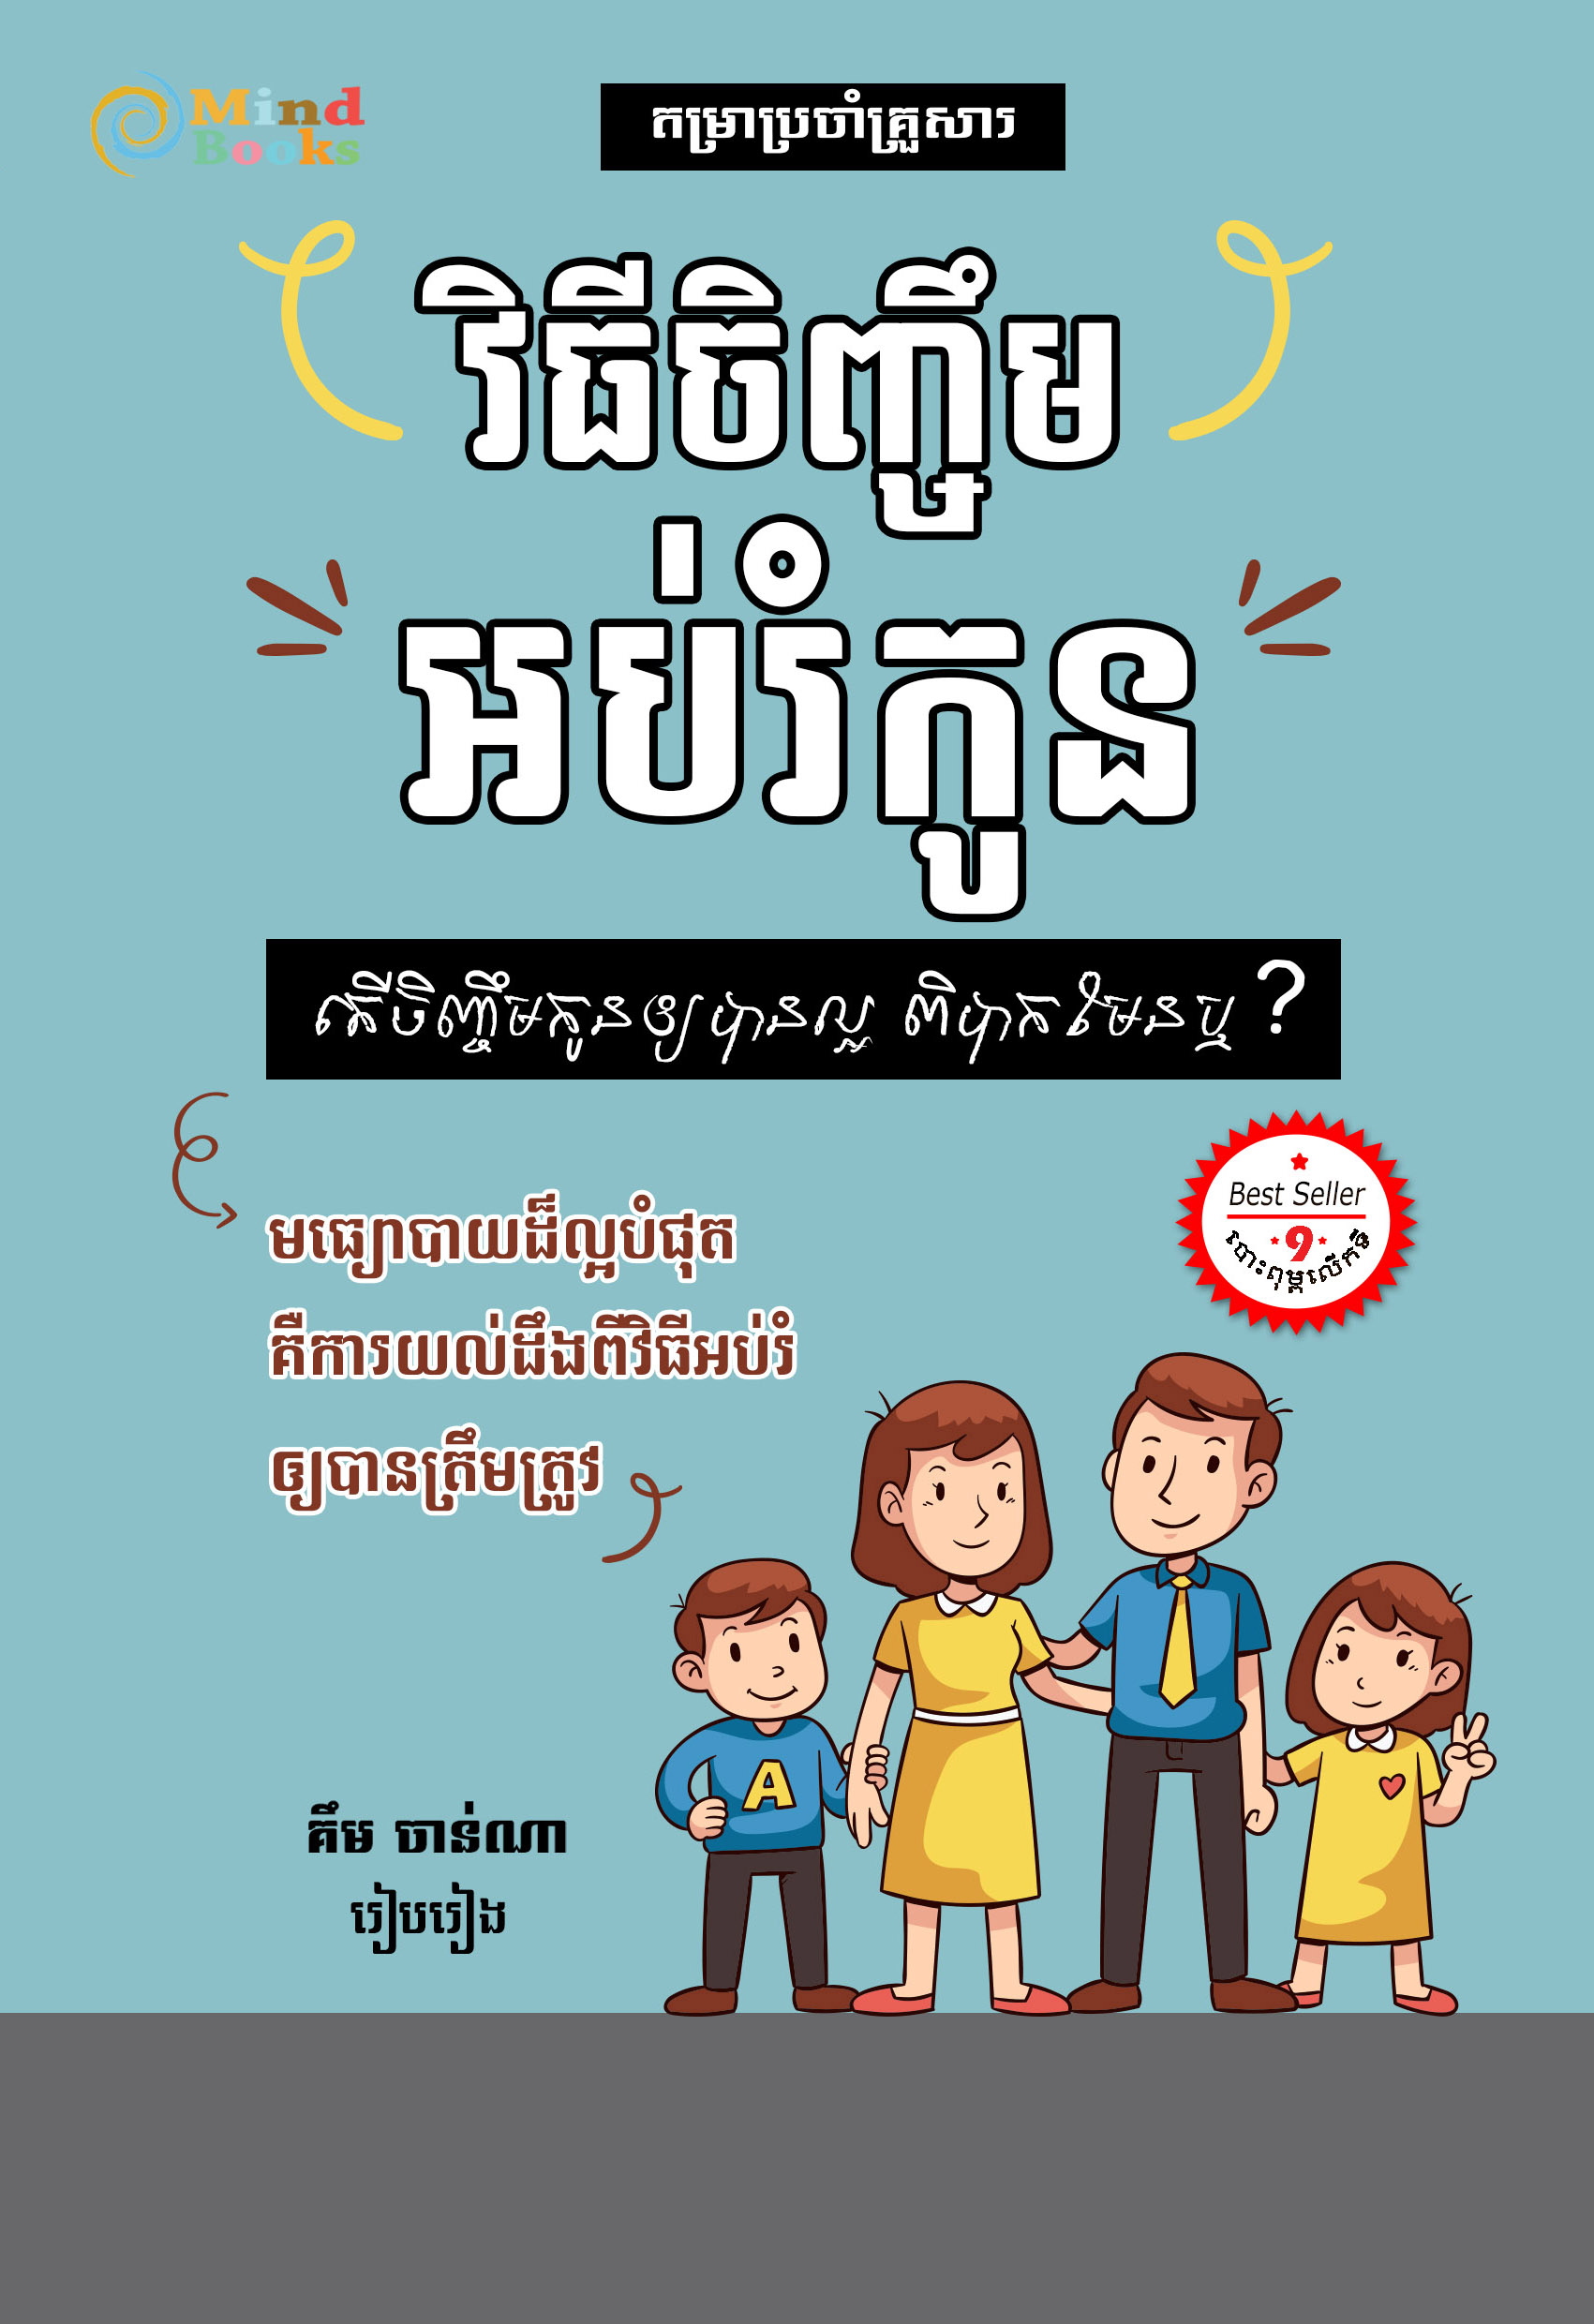 Mind
Books
តម្រាប្រចាំគ្រួសារ
វិធីចិញ្ចឹម
អប់រំកូន
តើចិញ្ចឹមកូនឲ្យបានល្អ ពិបាកមែនឬ ?
មធ្យោបាយដ៏ល្អបំផុត
គឺការយល់ដឹងពីវិធីអប់រំ
ឲ្យបានត្រឹមត្រូវ
Best Seller
9
បោះពុម្ពលើកទី
A
គឹម ចាន់ណា
រៀបរៀង